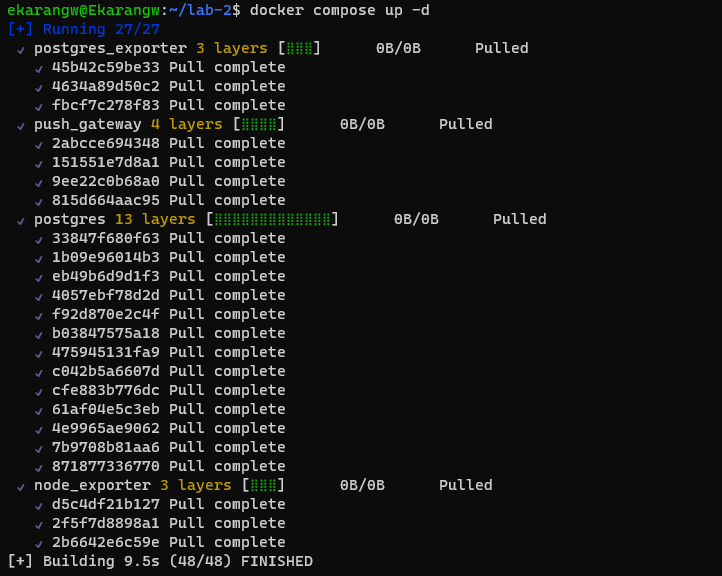 ekarangw@Ekarangw:~/lab-2$ docker compose up -d
[+] Running 27/27
✔ postgres_exporter 3 layers [⣿⣿⣿] 0B/0B Pulled
✔ 45b42c59be33 Pull complete
✔ 4634a89d50c2 Pull complete
✔ fbcf7c278f83 Pull complete
✔ push_gateway 4 layers [⣿⣿⣿⣿] 0B/0B Pulled
✔ 2abcce694348 Pull complete
✔ 151551e7d8a1 Pull complete
✔ 9ee22c0b68a0 Pull complete
✔ 815d664aac95 Pull complete
✔ postgres 13 layers [⣿⣿⣿⣿⣿⣿⣿⣿⣿⣿⣿⣿⣿] 0B/0B Pulled
✔ 33847f680f63 Pull complete
✔ 1b09e96014b3 Pull complete
✔ eb49b6d9d1f3 Pull complete
✔ 4057ebf78d2d Pull complete
✔ f92d870e2c4f Pull complete
✔ b03847575a18 Pull complete
✔ 475945131fa9 Pull complete
✔ c042b5a6607d Pull complete
✔ cfe883b776dc Pull complete
✔ 61af04e5c3eb Pull complete
✔ 4e9965ae9062 Pull complete
✔ 7b9708b81aa6 Pull complete
✔ 871877336770 Pull complete
✔ node_exporter 3 layers [⣿⣿⣿] 0B/0B Pulled
✔ d5c4df21b127 Pull complete
✔ 2f5f7d8898a1 Pull complete
✔ 2b6642e6c59e Pull complete
[+] Building 9.5s (48/48) FINISHED